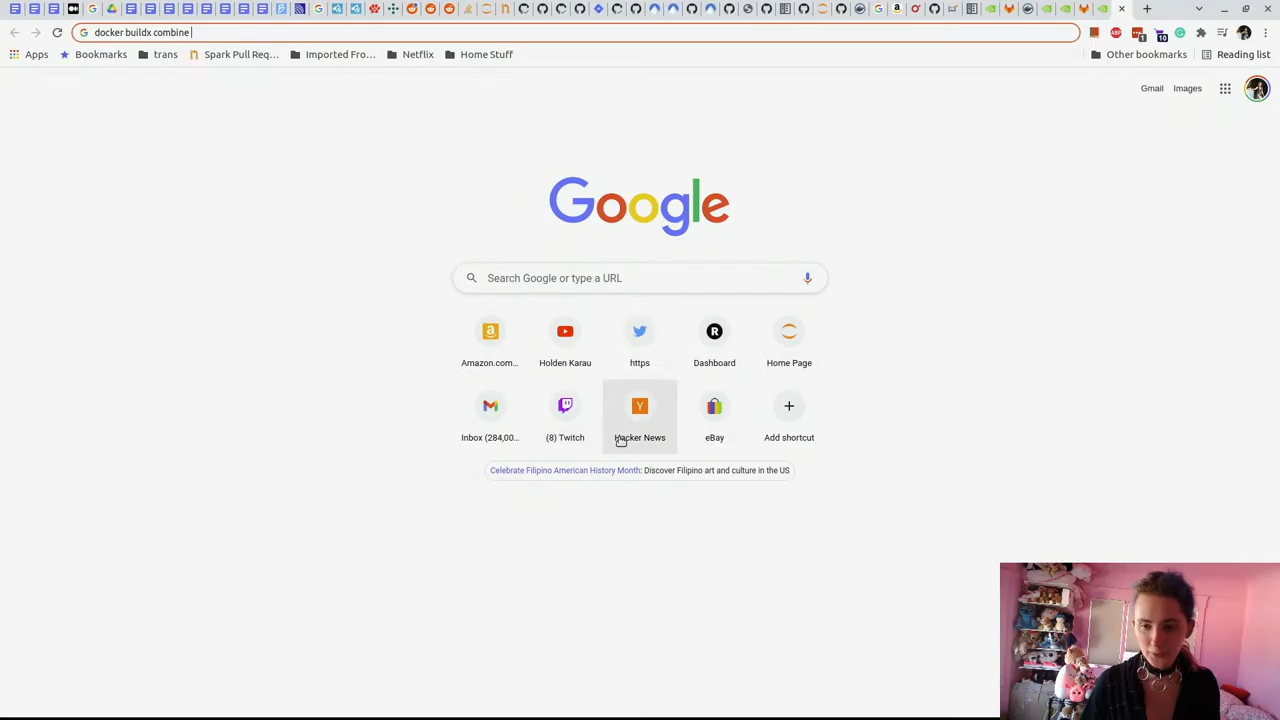 docker buildx combine
Apps
Bookmarks
trans
Spark Pull Req...
Imported Fro...
Netflix
Home Stuff
Other bookmarks
Reading list
1
10
Gmail
Images
Google
Search Google or type a URL
Amazon.com...
Holden Karau
https
Dashboard
Home Page
Inbox (284,00...
(8) Twitch
Hacker News
eBay
Add shortcut
Celebrate Filipino American History Month: Discover Filipino art and culture in the US